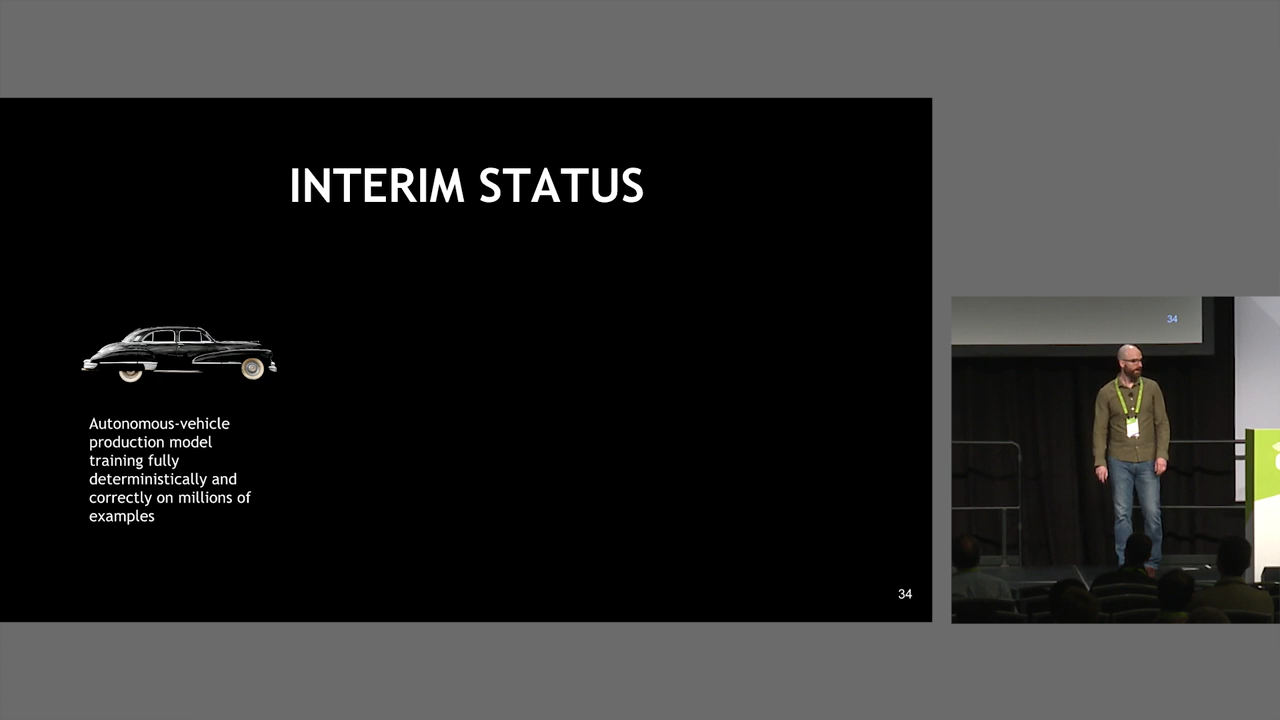 INTERIM STATUS
Autonomous-vehicle
production model
training fully
deterministically and
correctly on millions of
examples
34
34